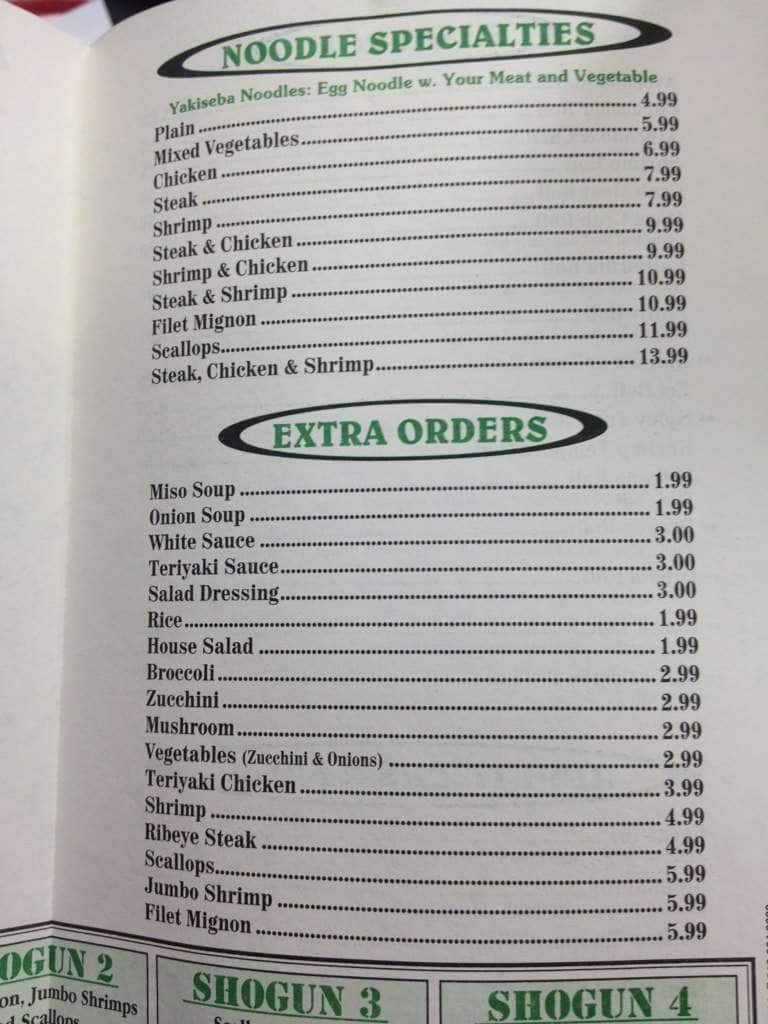 NOODLE SPECIALTIES
Yakiseba Noodles: Egg Noodle w. Your Meat and Vegetable
Plain 4.99
Mixed Vegetables 5.99
Chicken 6.99
Steak 7.99
Shrimp 7.99
Steak & Chicken 9.99
Shrimp & Chicken 9.99
Steak & Shrimp 10.99
Filet Mignon 10.99
Scallops 11.99
Steak, Chicken & Shrimp 13.99
EXTRA ORDERS
Miso Soup 1.99
Onion Soup 1.99
White Sauce 3.00
Teriyaki Sauce 3.00
Salad Dressing 3.00
Rice 1.99
House Salad 1.99
Broccoli 2.99
Zucchini 2.99
Mushroom 2.99
Vegetables (Zucchini & Onions) 2.99
Teriyaki Chicken 3.99
Shrimp 4.99
Ribeye Steak 4.99
Scallops 5.99
Jumbo Shrimp 5.99
Filet Mignon 5.99
OGUN 2
on, Jumbo Shrimps
d Scallops
SHOGUN 3
SHOGUN 4